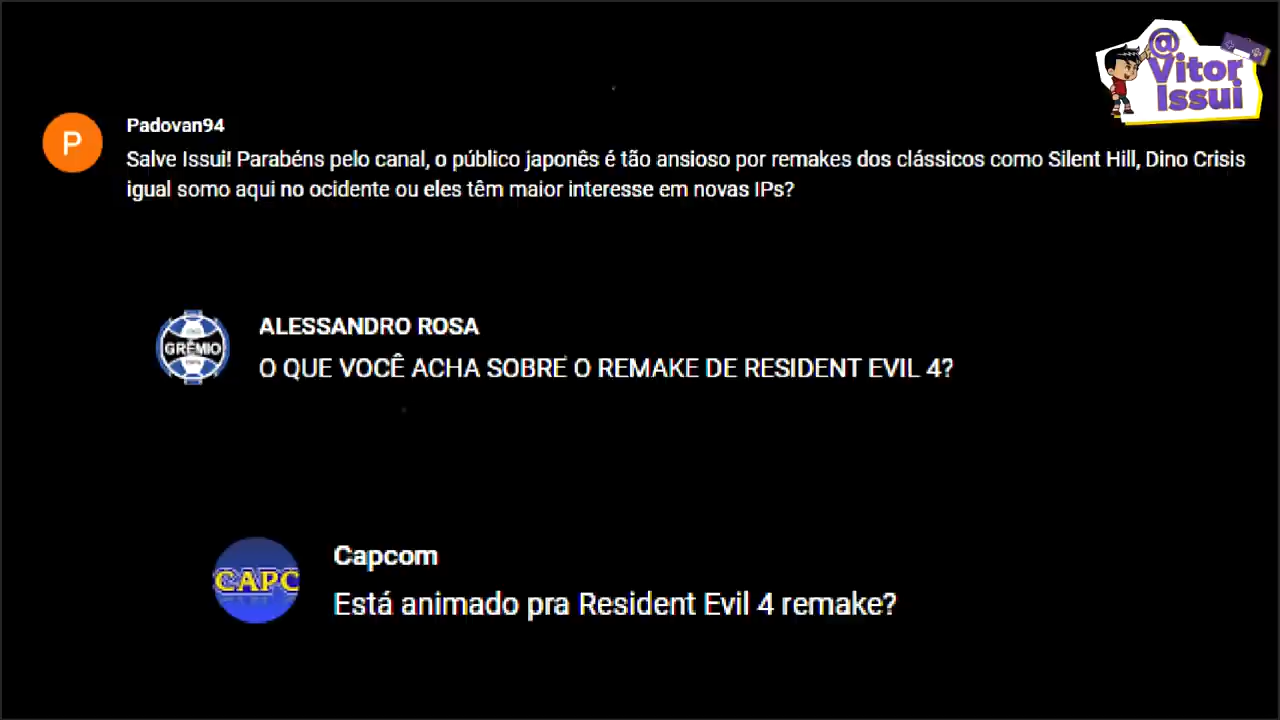 @
Vitor
Issui
P
Padovan94
Salve Issui! Parabéns pelo canal, o público japonês é tão ansioso por remakes dos clássicos como Silent Hill, Dino Crisis
igual somo aqui no ocidente ou eles têm maior interesse em novas IPs?
GRÊMIO
ALESSANDRO ROSA
O QUE VOCÊ ACHA SOBRE O REMAKE DE RESIDENT EVIL 4?
CAPC
Capcom
Está animado pra Resident Evil 4 remake?